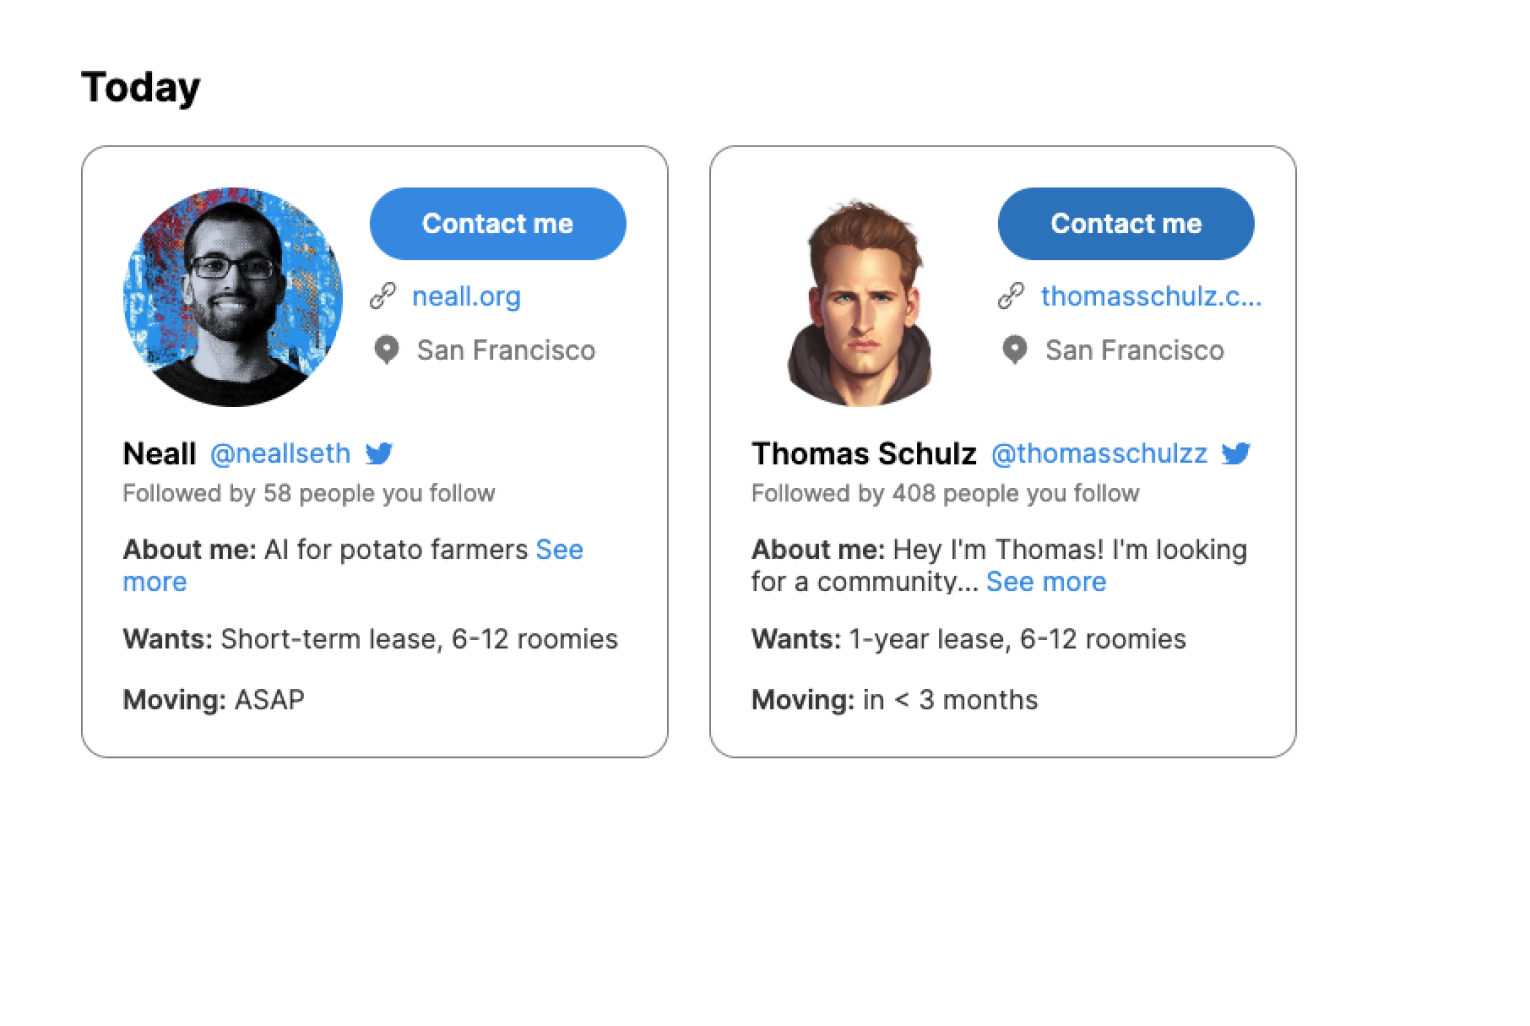 Today
Contact me
neall.org
San Francisco
Neall @neallseth
Followed by 58 people you follow
About me: AI for potato farmers See
more
Wants: Short-term lease, 6-12 roomies
Moving: ASAP
Contact me
thomasschulz.c...
San Francisco
Thomas Schulz @thomasschulzz
Followed by 408 people you follow
About me: Hey I'm Thomas! I'm looking
for a community... See more
Wants: 1-year lease, 6-12 roomies
Moving: in < 3 months